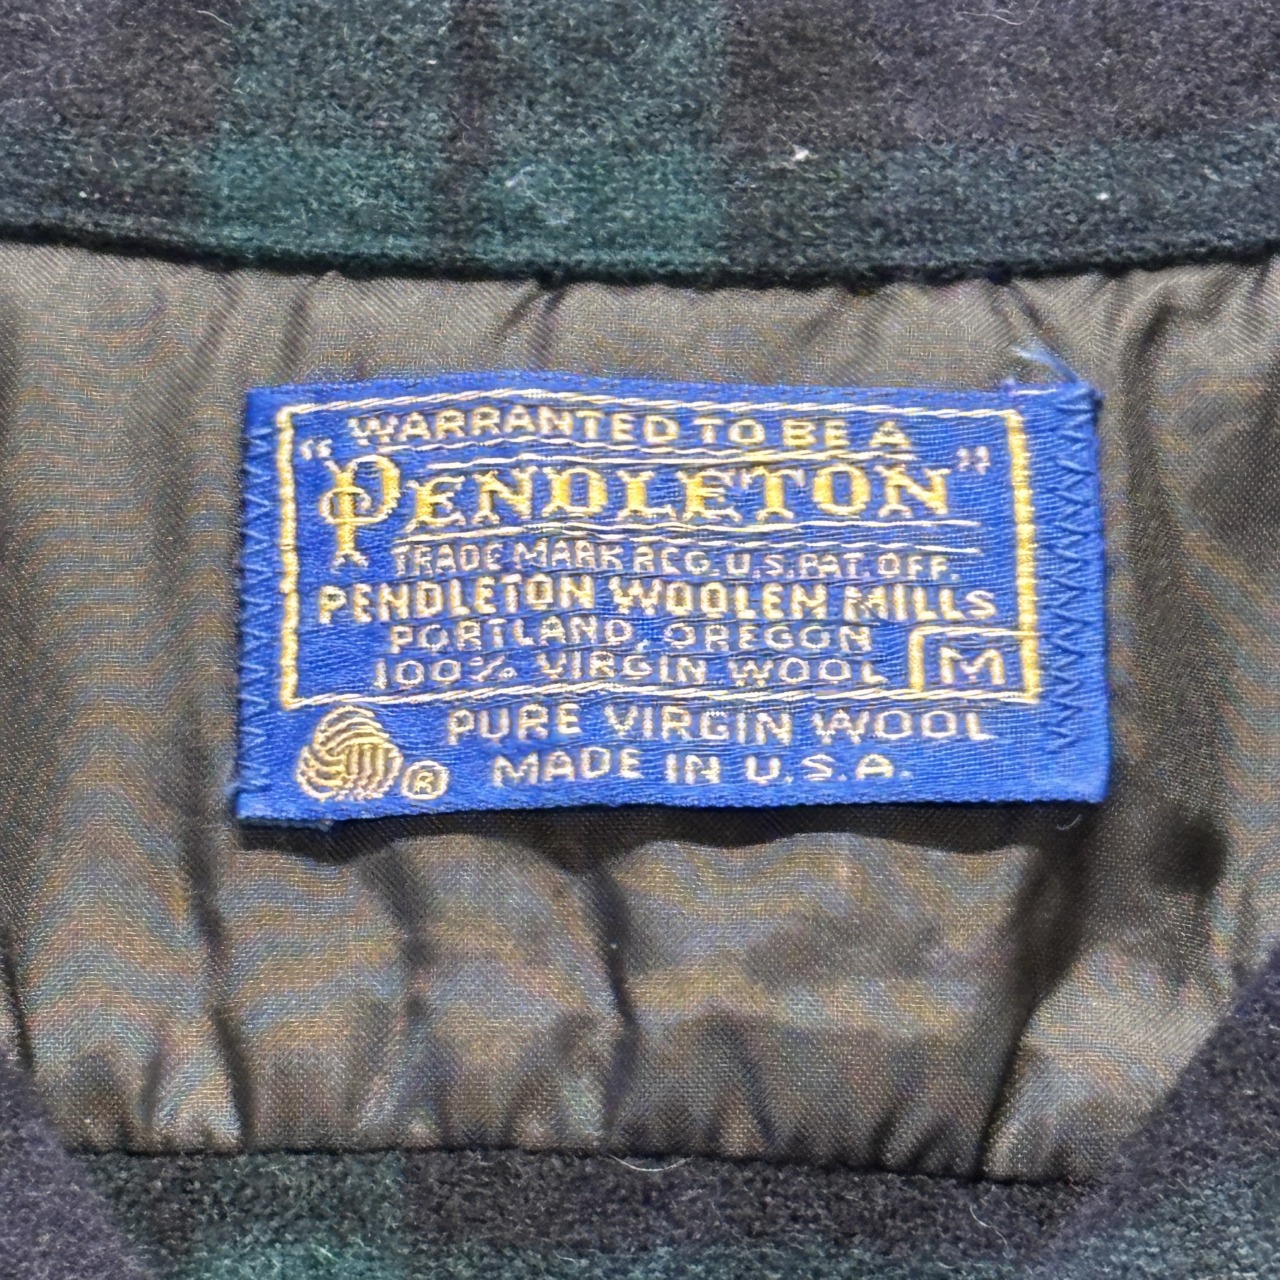 WARRANTED TO BE A
"PENDLETON"
TRADE MARK REG. U.S. PAT. OFF.
PENDLETON WOOLEN MILLS
PORTLAND, OREGON
100% VIRGIN WOOL M
PURE VIRGIN WOOL
® MADE IN U.S.A.